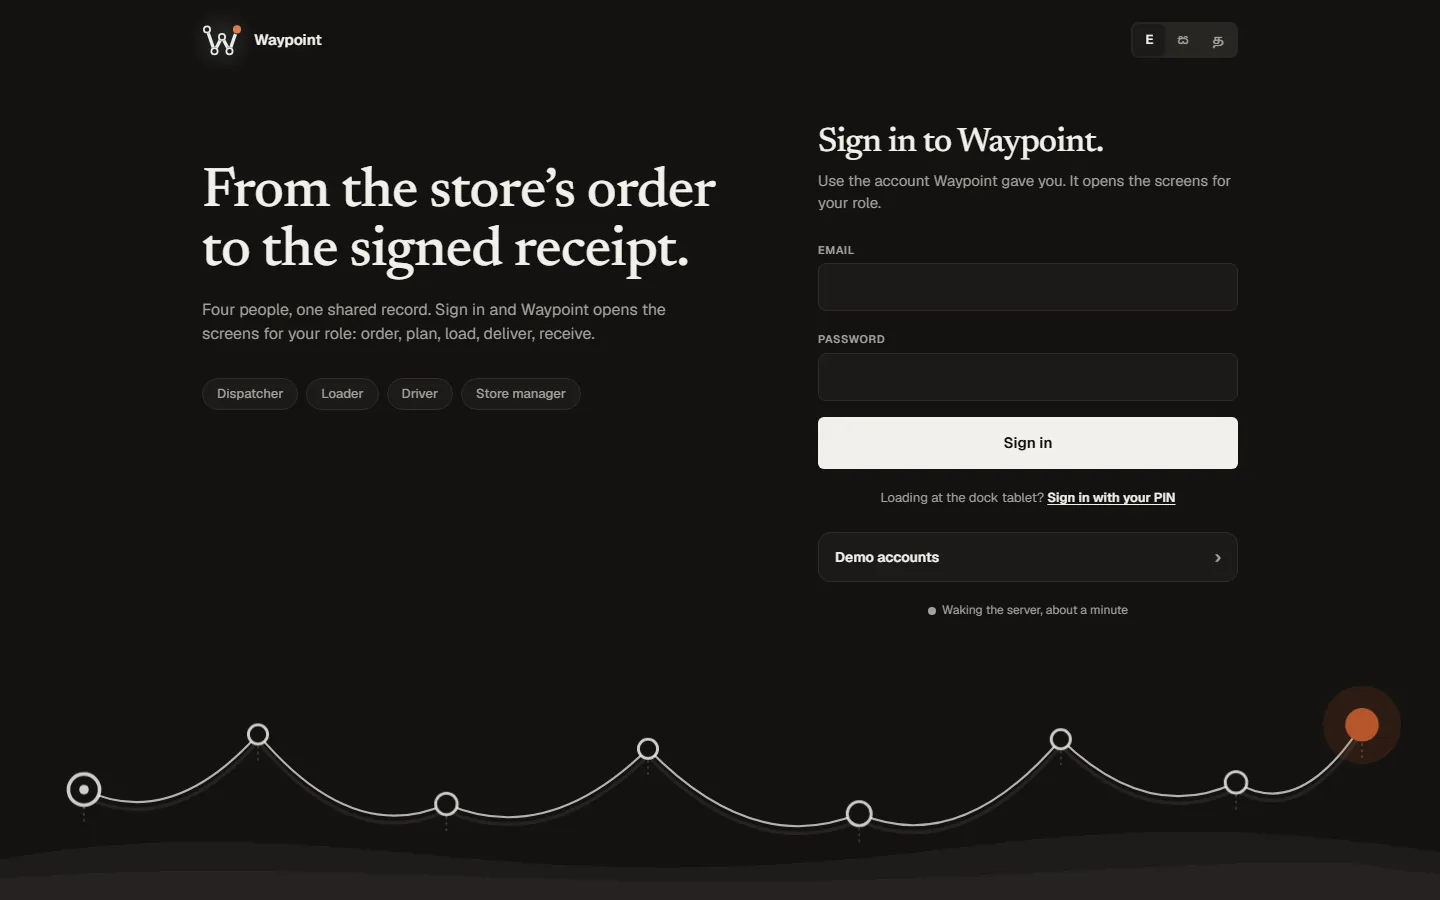 Waypoint
E
ස
த
From the store’s order
to the signed receipt.
Four people, one shared record. Sign in and Waypoint opens the
screens for your role: order, plan, load, deliver, receive.
Dispatcher
Loader
Driver
Store manager
Sign in to Waypoint.
Use the account Waypoint gave you. It opens the screens for
your role.
EMAIL
PASSWORD
Sign in
Loading at the dock tablet? Sign in with your PIN
Demo accounts
Waking the server, about a minute